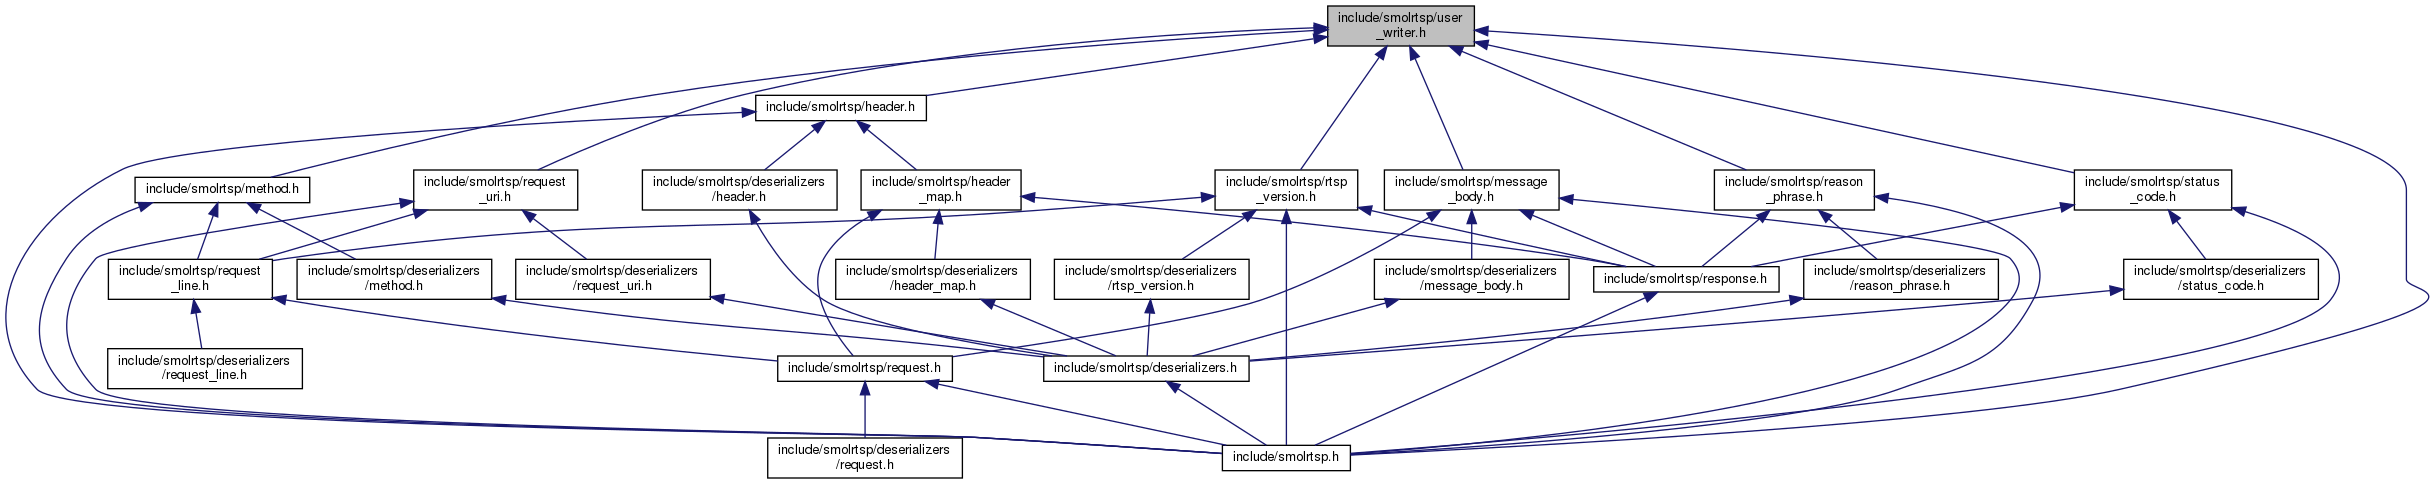 include/smolrtsp/user
_writer.h
include/smolrtsp/header.h
include/smolrtsp/method.h
include/smolrtsp/request
_uri.h
include/smolrtsp/deserializers
/header.h
include/smolrtsp/header
_map.h
include/smolrtsp/rtsp
_version.h
include/smolrtsp/message
_body.h
include/smolrtsp/reason
_phrase.h
include/smolrtsp/status
_code.h
include/smolrtsp/request
_line.h
include/smolrtsp/deserializers
/method.h
include/smolrtsp/deserializers
/request_uri.h
include/smolrtsp/deserializers
/header_map.h
include/smolrtsp/deserializers
/rtsp_version.h
include/smolrtsp/deserializers
/message_body.h
include/smolrtsp/response.h
include/smolrtsp/deserializers
/reason_phrase.h
include/smolrtsp/deserializers
/status_code.h
include/smolrtsp/deserializers
/request_line.h
include/smolrtsp/request.h
include/smolrtsp/deserializers.h
include/smolrtsp/deserializers
/request.h
include/smolrtsp.h